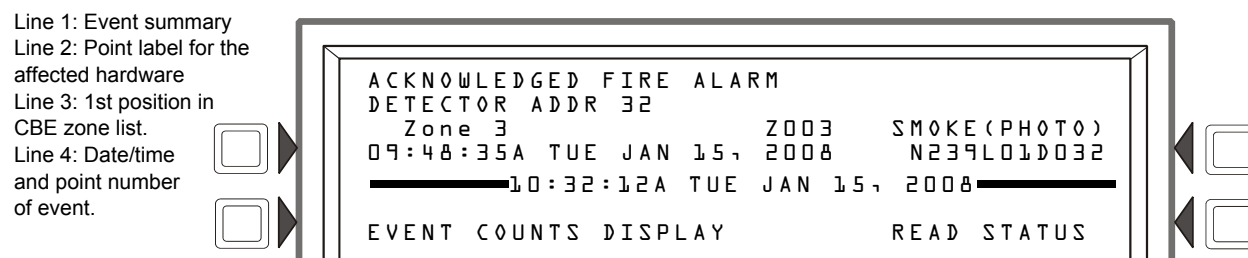 Line 1: Event summary
Line 2: Point label for the
affected hardware
Line 3: 1st position in
CBE zone list.
Line 4: Date/time
and point number
of event.
ACKNOWLEDGED FIRE ALARM
DETECTOR ADDR 32
Zone 3 Z003 SMOKE(PHOTO)
09:48:35A TUE JAN 15, 2008 N239L01D032
10:32:12A TUE JAN 15, 2008
EVENT COUNTS DISPLAY READ STATUS